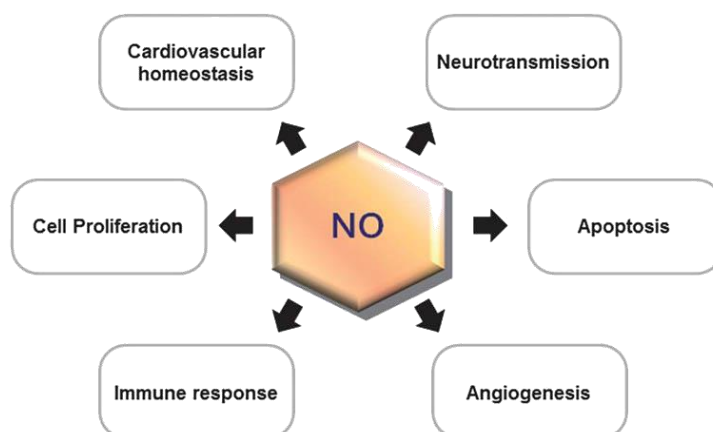 Cardiovascular
homeostasis
Neurotransmission
Cell Proliferation
NO
Apoptosis
Immune response
Angiogenesis